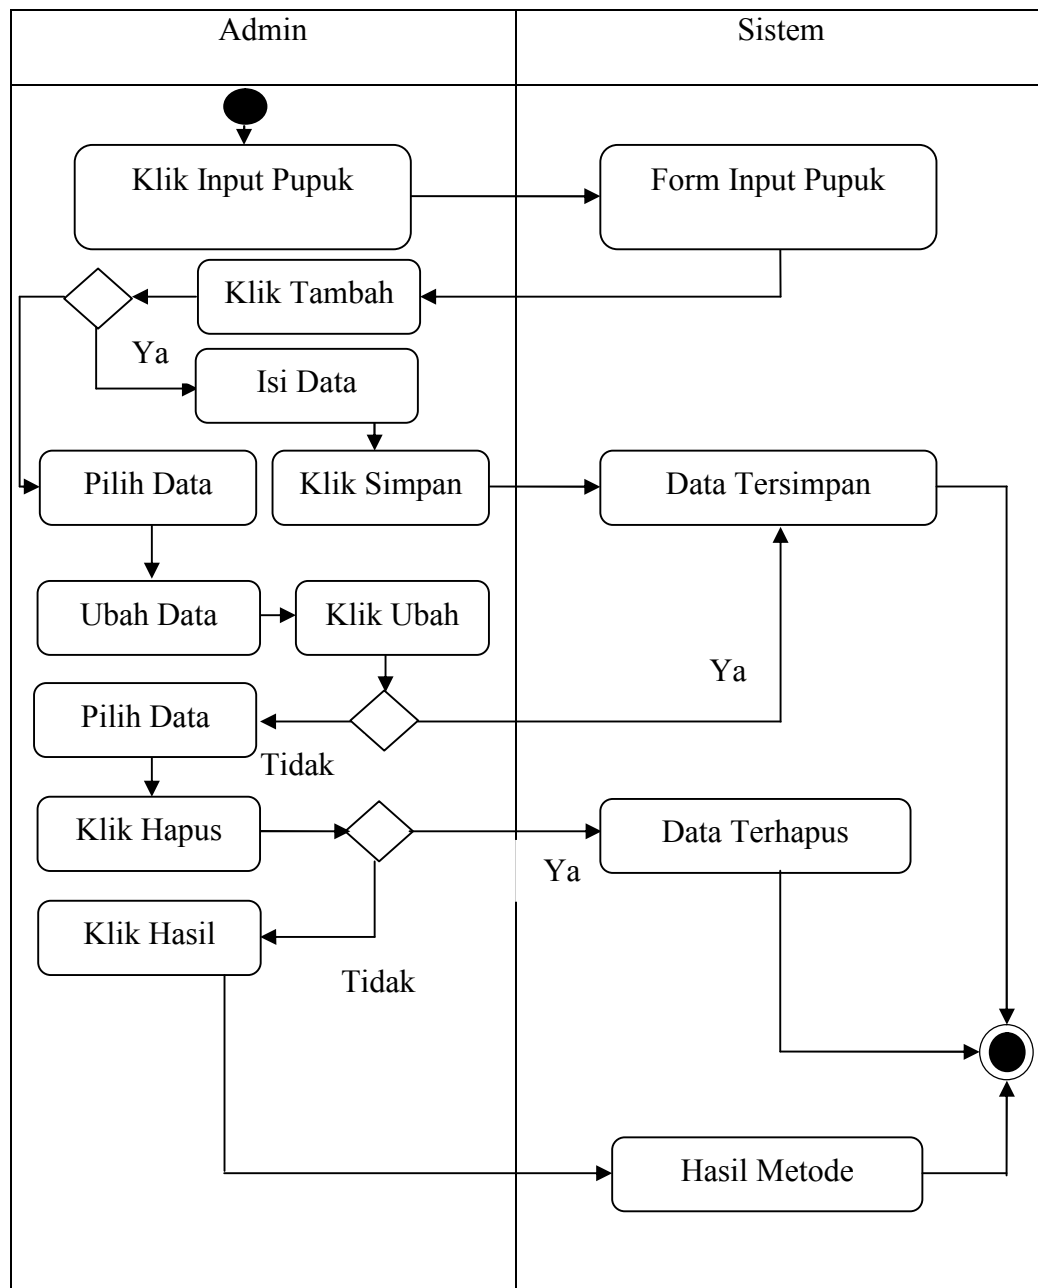 Admin
Sistem
Klik Input Pupuk
Form Input Pupuk
Klik Tambah
Ya
Isi Data
Pilih Data
Klik Simpan
Data Tersimpan
Ubah Data
Klik Ubah
Ya
Pilih Data
Tidak
Klik Hapus
Data Terhapus
Ya
Klik Hasil
Tidak
Hasil Metode